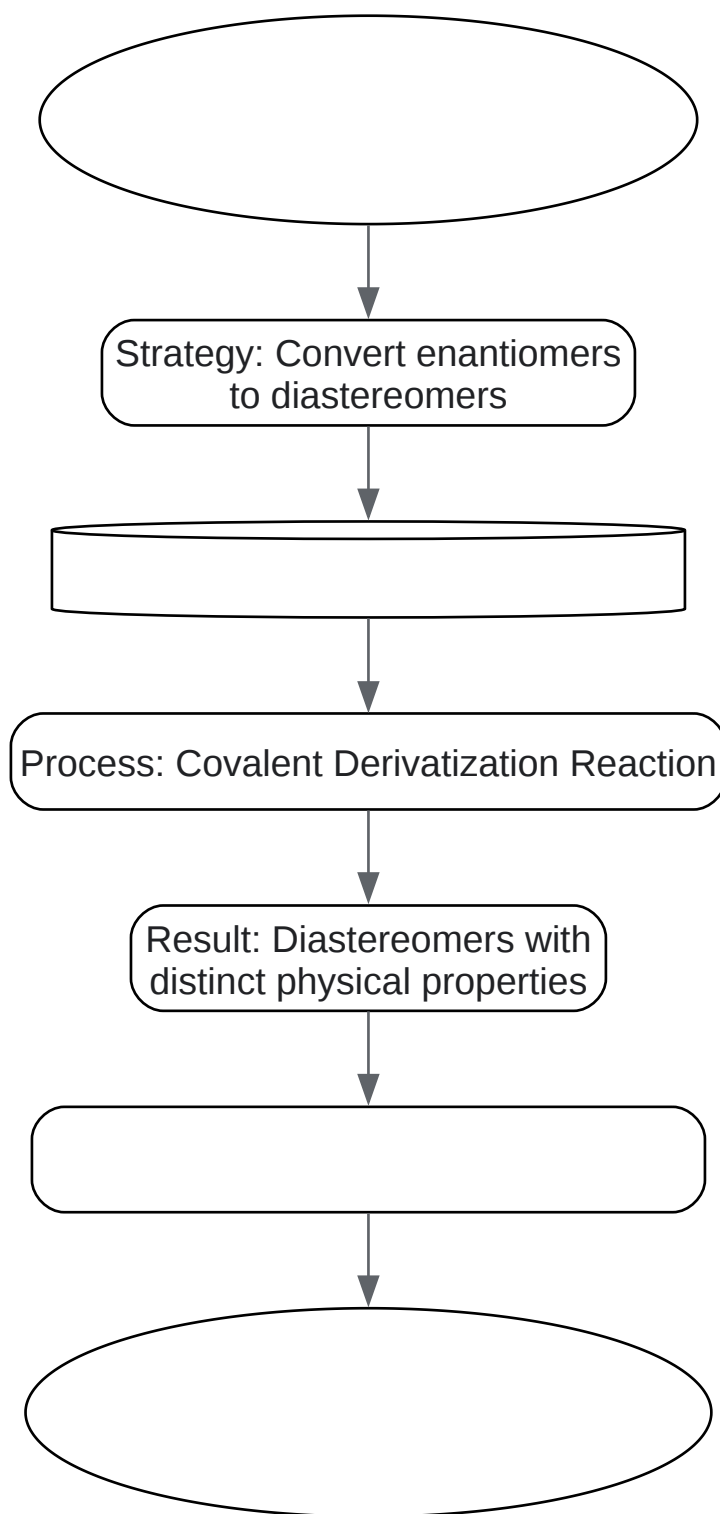 Strategy: Convert enantiomers
to diastereomers
Process: Covalent Derivatization Reaction
Result: Diastereomers with
distinct physical properties